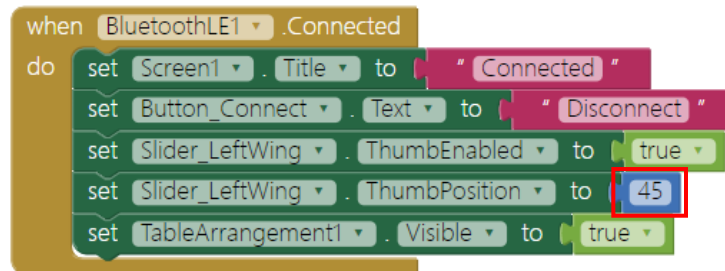 when BluetoothLE1 .Connected
do set Screen1 . Title to " Connected "
set Button_Connect . Text to " Disconnect "
set Slider_LeftWing . ThumbEnabled to true
set Slider_LeftWing . ThumbPosition to 45
set TableArrangement1 . Visible to true